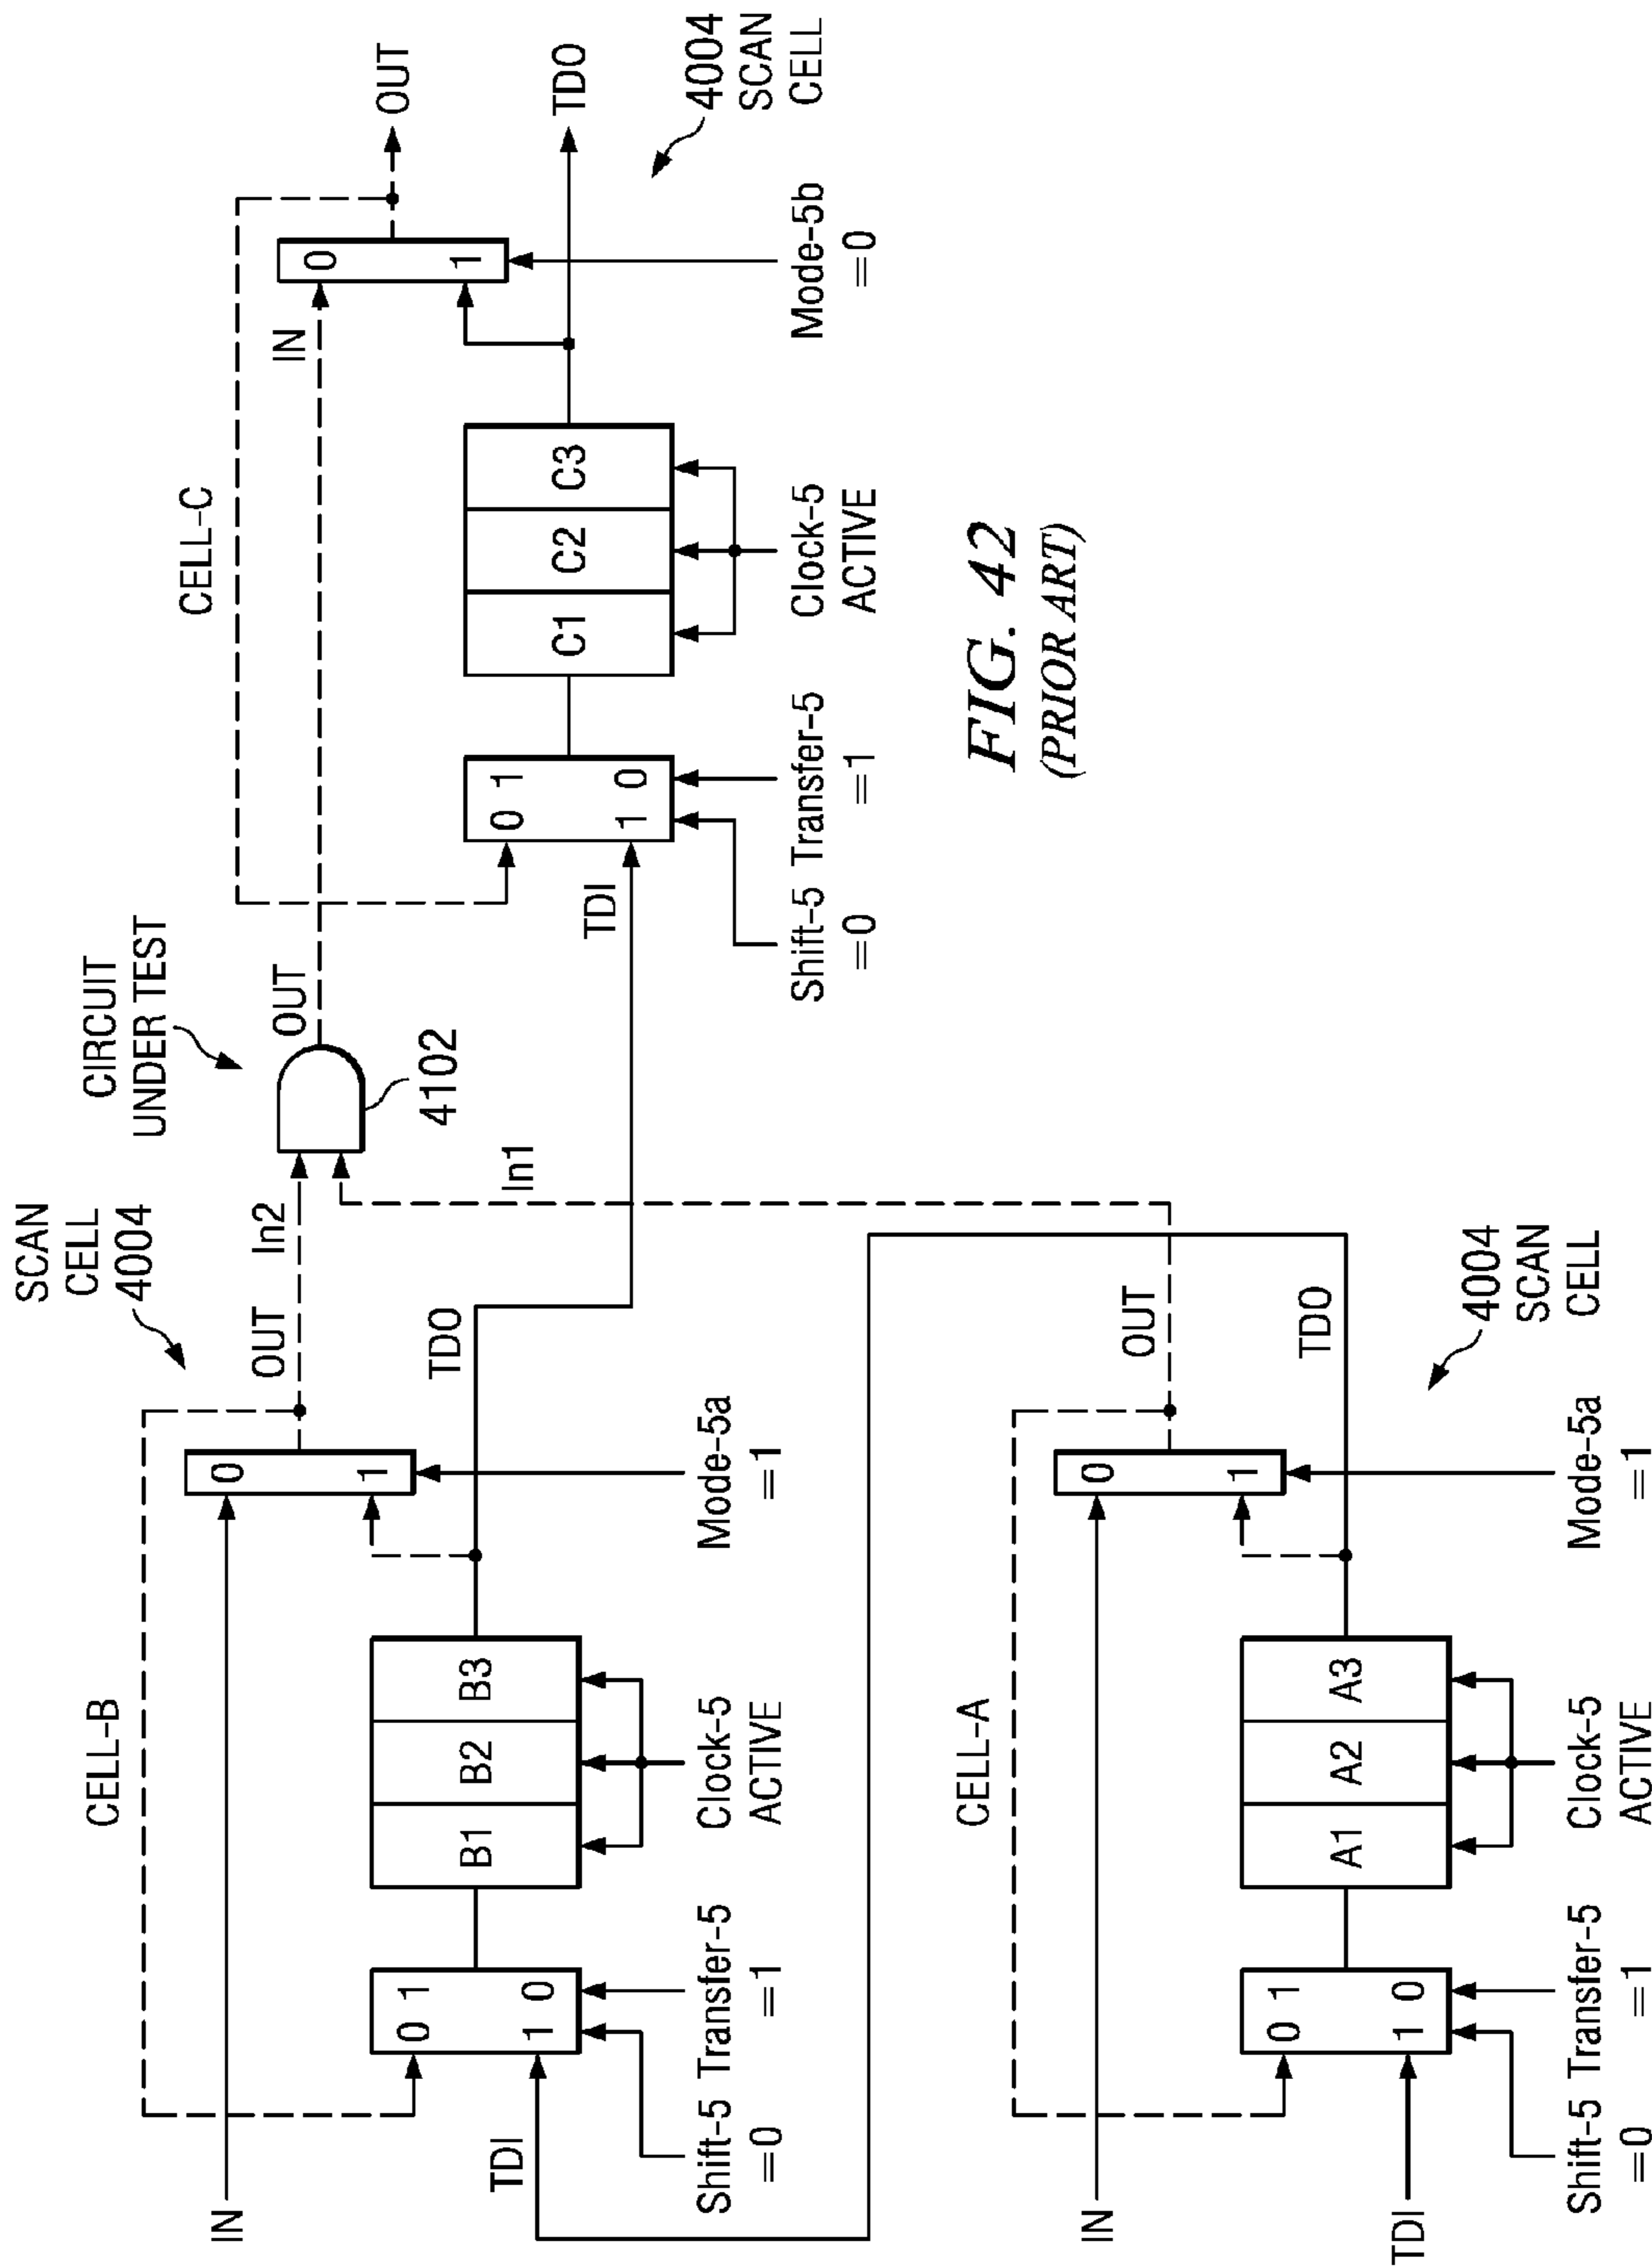 SCAN
CELL
4004
CIRCUIT
UNDER TEST
CELL-B
IN
0
1
OUT
In2
OUT
4102
In1
TDI
0 1
1 0
B1
B2
B3
TDO
Shift-5
=0
Transfer-5
=1
Clock-5
ACTIVE
Mode-5a
=1
CELL-C
IN
0
1
OUT
TDI
0 1
1 0
C1
C2
C3
TDO
4004
SCAN
CELL
Shift-5
=0
Transfer-5
=1
Clock-5
ACTIVE
Mode-5b
=0
CELL-A
IN
0
1
OUT
TDI
0 1
1 0
A1
A2
A3
TDO
4004
SCAN
CELL
Shift-5
=0
Transfer-5
=1
Clock-5
ACTIVE
Mode-5a
=1
FIG. 42
(PRIOR ART)